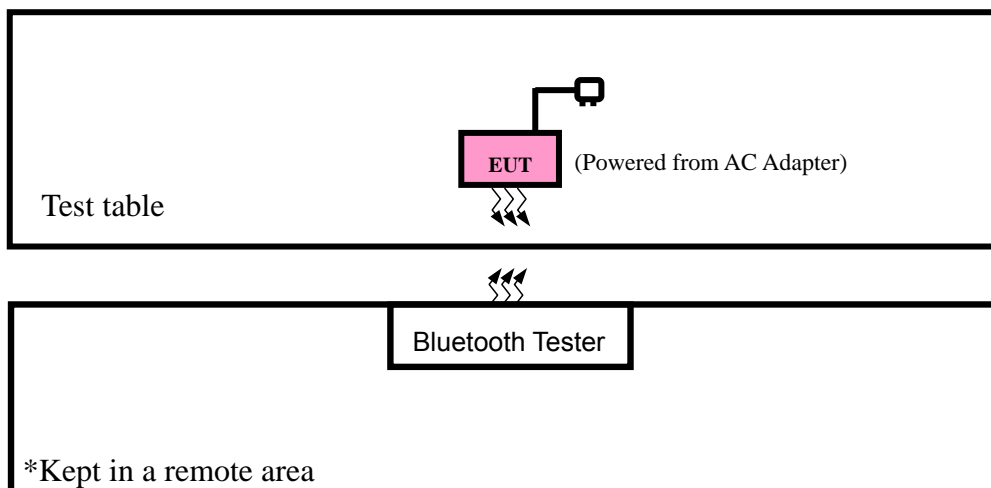 EUT
(Powered from AC Adapter)
Test table
Bluetooth Tester
*Kept in a remote area